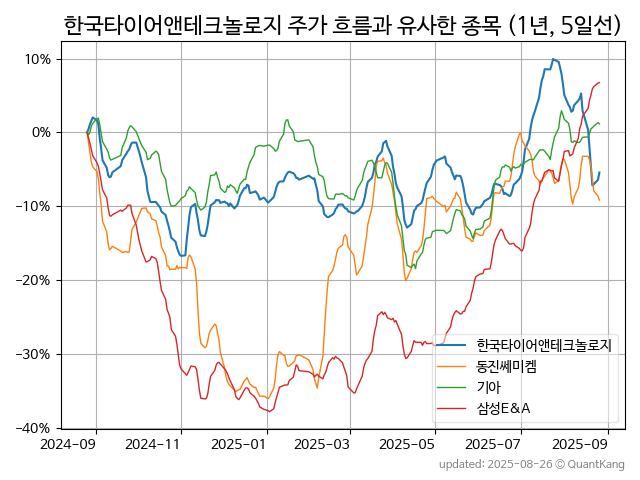 한국타이어앤테크놀로지 주가 흐름과 유사한 종목 (1년, 5일선)
10%
0%
−10%
−20%
−30%
−40%
한국타이어앤테크놀로지
동진쎄미켐
기아
삼성E&A
2024-09 2024-11 2025-01 2025-03 2025-05 2025-07 2025-09
updated: 2025-08-26 © QuantKang